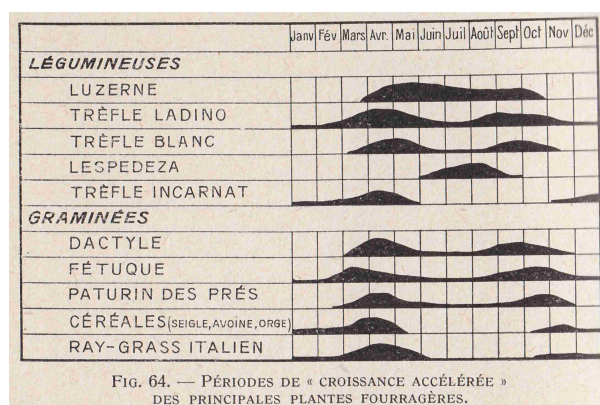 Janv Fév Mars Avr. Mai Juin Juil Août Sept Oct Nov Déc
LÉGUMINEUSES
LUZERNE
TRÈFLE LADINO
TRÈFLE BLANC
LESPEDEZA
TRÈFLE INCARNAT
GRAMINÉES
DACTYLE
FÉTUQUE
PATURIN DES PRÉS
CÉRÉALES (SEIGLE, AVOINE, ORGE)
RAY-GRASS ITALIEN
FIG. 64. — PÉRIODES DE « CROISSANCE ACCÉLÉRÉE »
DES PRINCIPALES PLANTES FOURRAGÈRES.